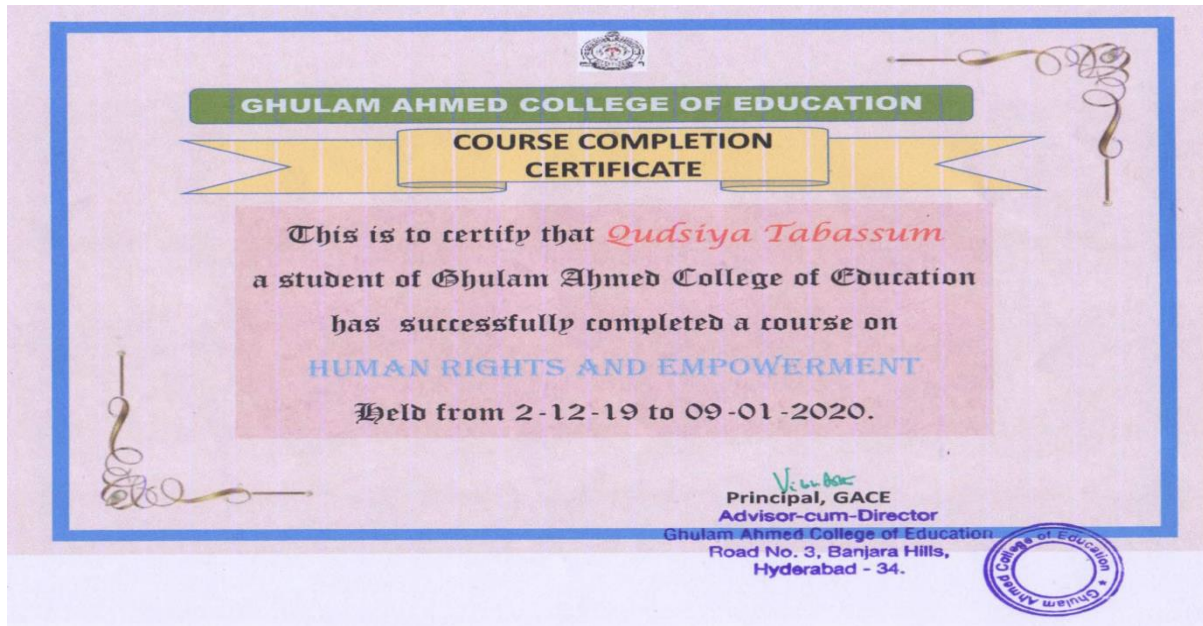 GHULAM AHMED COLLEGE OF EDUCATION
COURSE COMPLETION
CERTIFICATE
This is to certify that Qudsiya Tabassum
a student of Ghulam Ahmed College of Education
has successfully completed a course on
HUMAN RIGHTS AND EMPOWERMENT
Held from 2-12-19 to 09-01-2020.
Principal, GACE
Advisor-cum-Director
Ghulam Ahmed College of Education
Road No. 3, Banjara Hills,
Hyderabad - 34.
Ghulam Ahmed College of Education